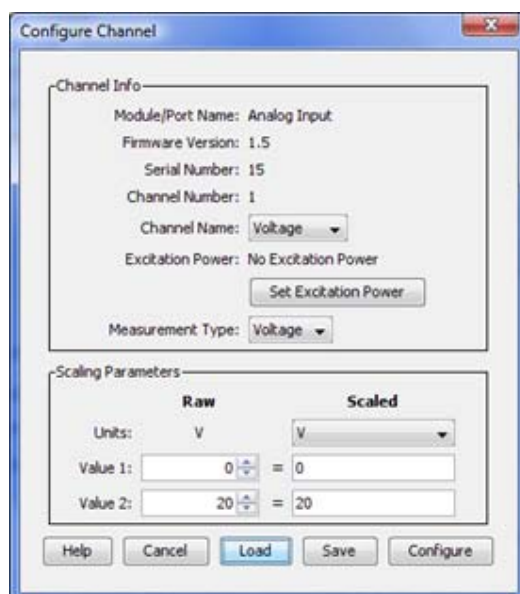 Configure Channel
Channel Info
Module/Port Name: Analog Input
Firmware Version: 1.5
Serial Number: 15
Channel Number: 1
Channel Name: Voltage
Excitation Power: No Excitation Power
Set Excitation Power
Measurement Type: Voltage
Scaling Parameters
Raw Scaled
Units: V V
Value 1: 0 = 0
Value 2: 20 = 20
Help Cancel Load Save Configure